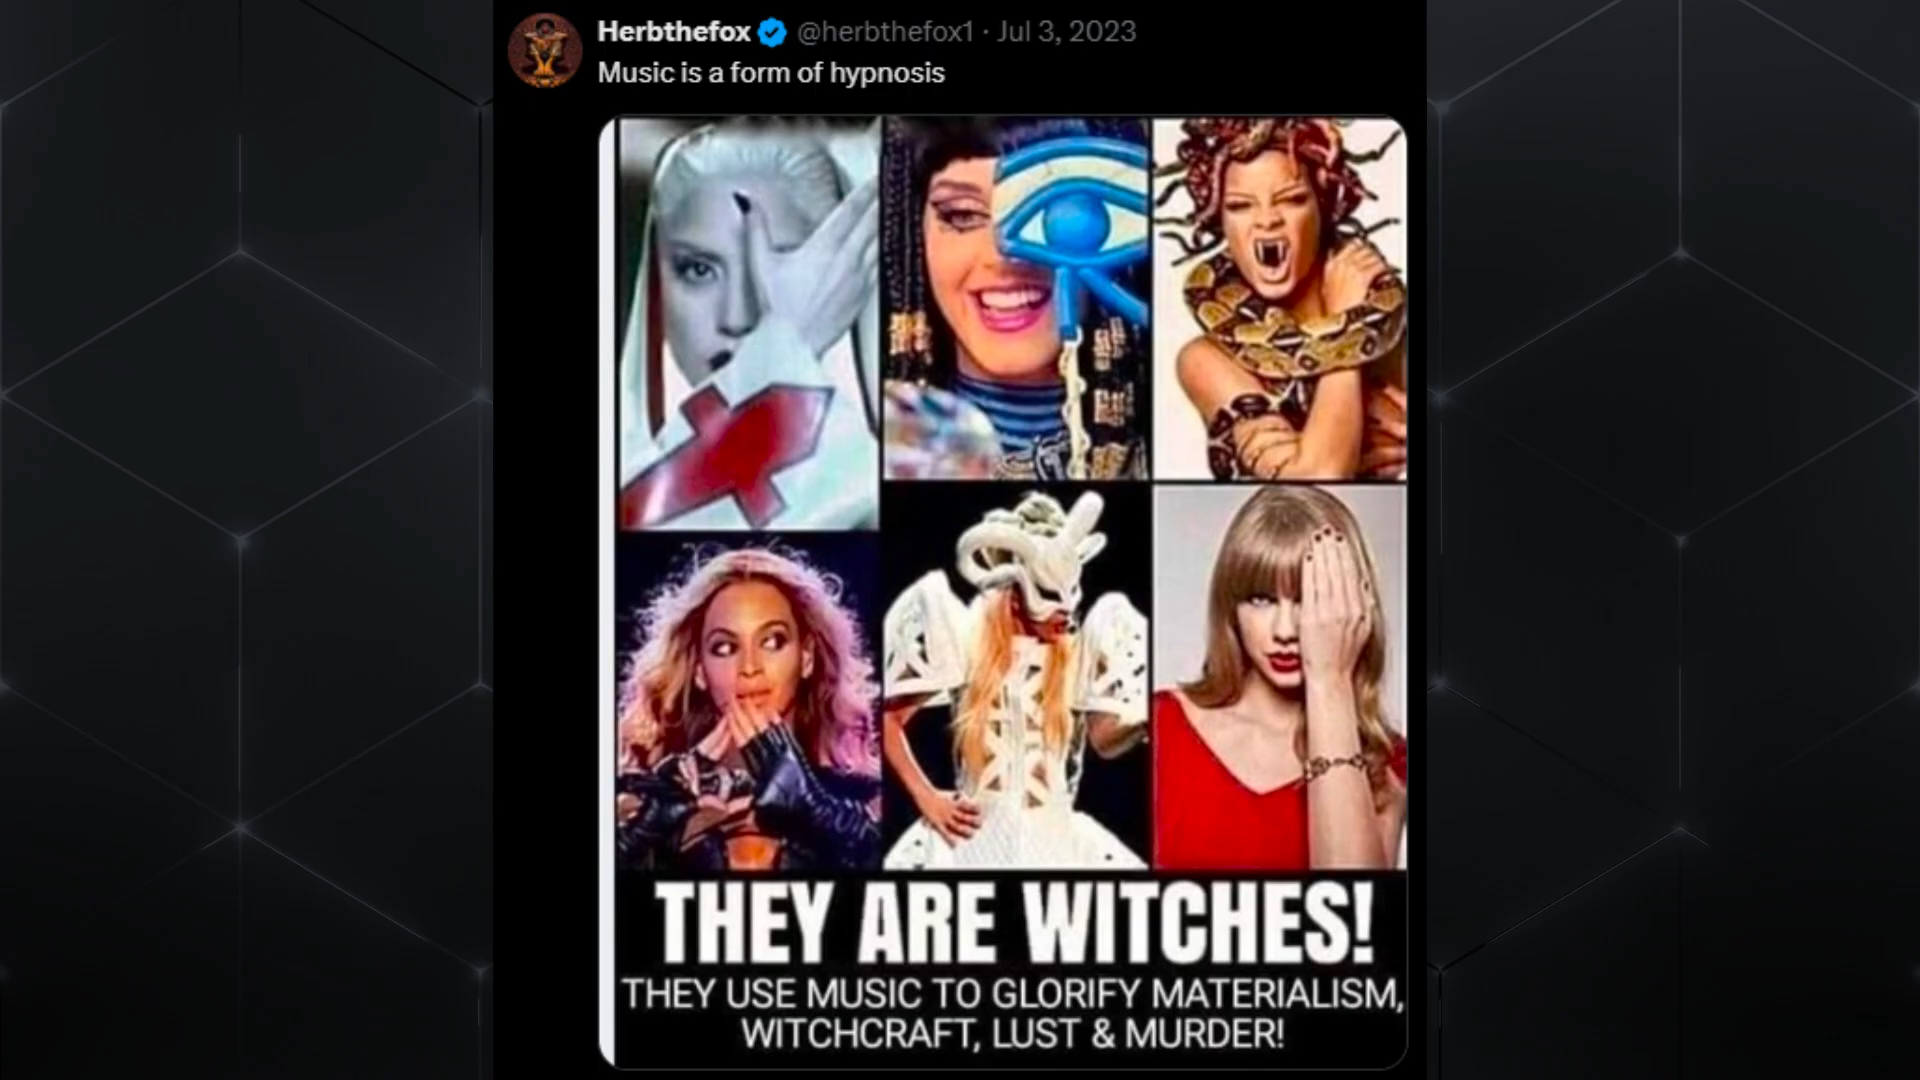 Herbthefox @herbthefox1 · Jul 3, 2023
Music is a form of hypnosis
THEY ARE WITCHES!
THEY USE MUSIC TO GLORIFY MATERIALISM,
WITCHCRAFT, LUST & MURDER!